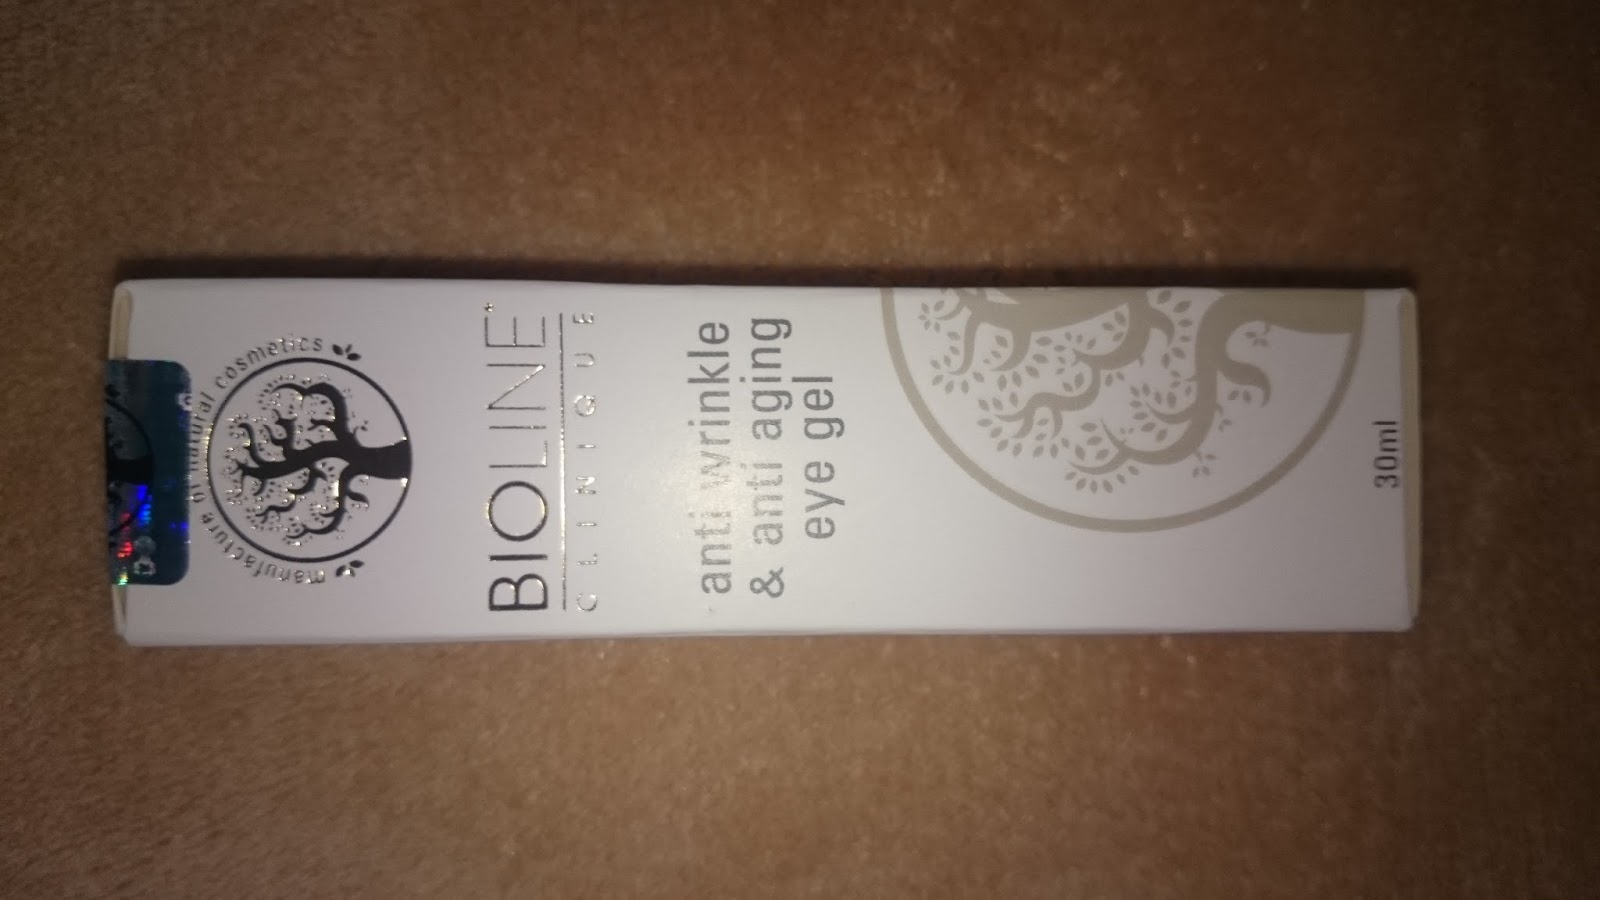 manufacture of natural cosmetics
BIOLINE
CLINIQUE
anti wrinkle
& anti aging
eye gel
30ml